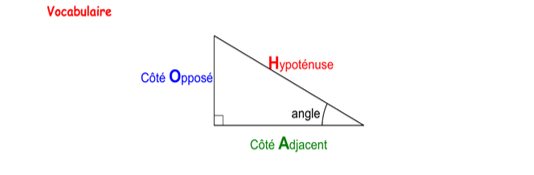 Vocabulaire
Hypoténuse
Côté Opposé
angle
Côté Adjacent